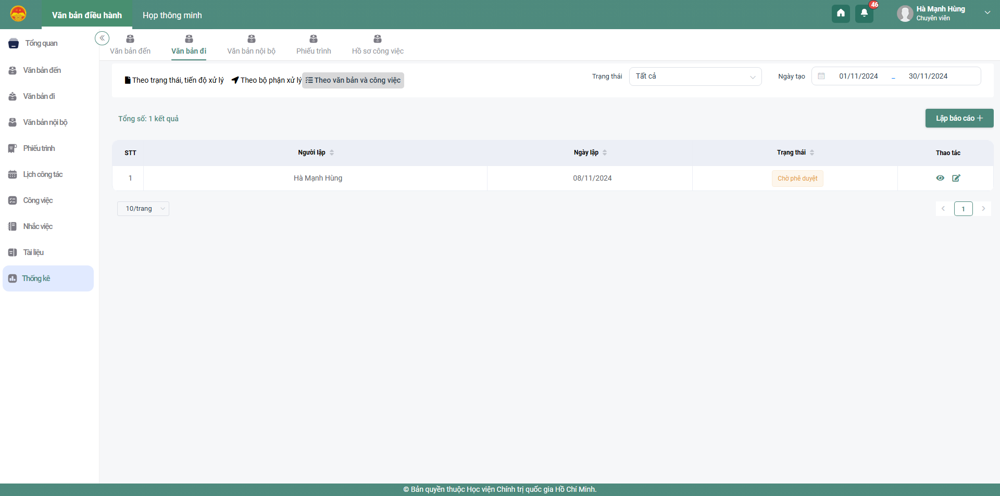 Văn bản điều hành
Họp thông minh
46
Hà Mạnh Hùng
Chuyên viên
Tổng quan
Văn bản đến
Văn bản đi
Văn bản nội bộ
Phiếu trình
Lịch công tác
Công việc
Nhắc việc
Tài liệu
Thống kê
Văn bản đến
Văn bản đi
Văn bản nội bộ
Phiếu trình
Hồ sơ công việc
Theo trạng thái, tiến độ xử lý
Theo bộ phận xử lý
Theo văn bản và công việc
Trạng thái
Tất cả
Ngày tạo
01/11/2024
–
30/11/2024
Tổng số: 1 kết quả
Lập báo cáo
STT Người lập Ngày lập Trạng thái Thao tác
1 Hà Mạnh Hùng 08/11/2024 Chờ phê duyệt
10/trang
1
© Bản quyền thuộc Học viện Chính trị quốc gia Hồ Chí Minh.